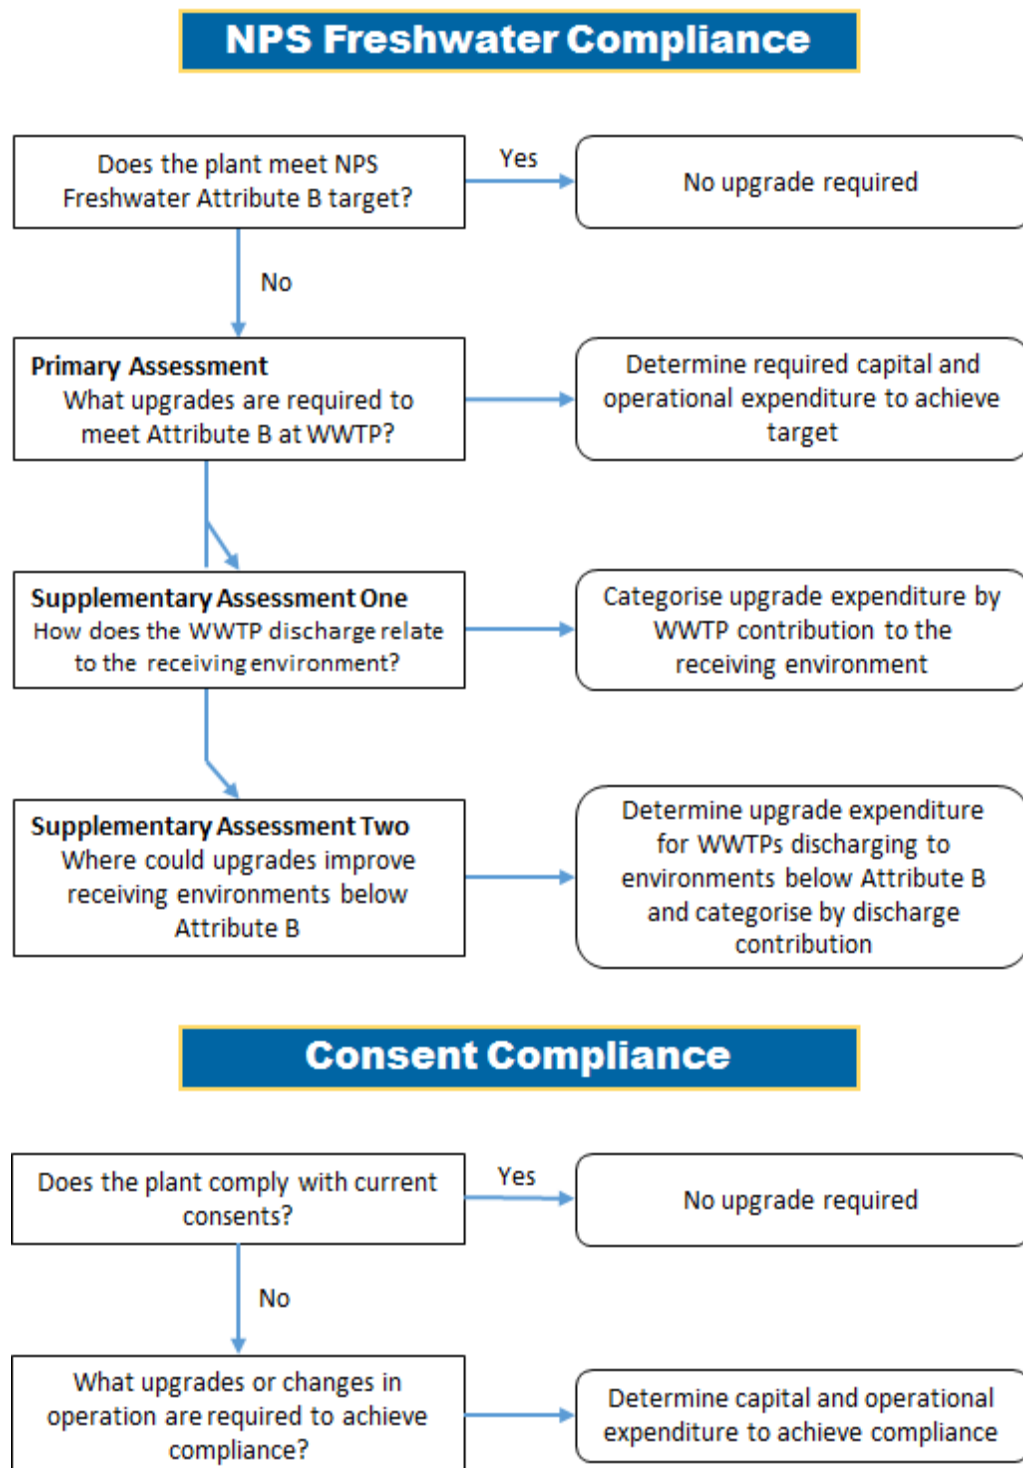 NPS Freshwater Compliance
Does the plant meet NPS
Freshwater Attribute B target?
Yes
No upgrade required
No
Primary Assessment
What upgrades are required to
meet Attribute B at WWTP?
Determine required capital and
operational expenditure to achieve
target
Supplementary Assessment One
How does the WWTP discharge relate
to the receiving environment?
Categorise upgrade expenditure by
WWTP contribution to the
receiving environment
Supplementary Assessment Two
Where could upgrades improve
receiving environments below
Attribute B
Determine upgrade expenditure
for WWTPs discharging to
environments below Attribute B
and categorise by discharge
contribution
Consent Compliance
Does the plant comply with current
consents?
Yes
No upgrade required
No
What upgrades or changes in
operation are required to achieve
compliance?
Determine capital and operational
expenditure to achieve compliance